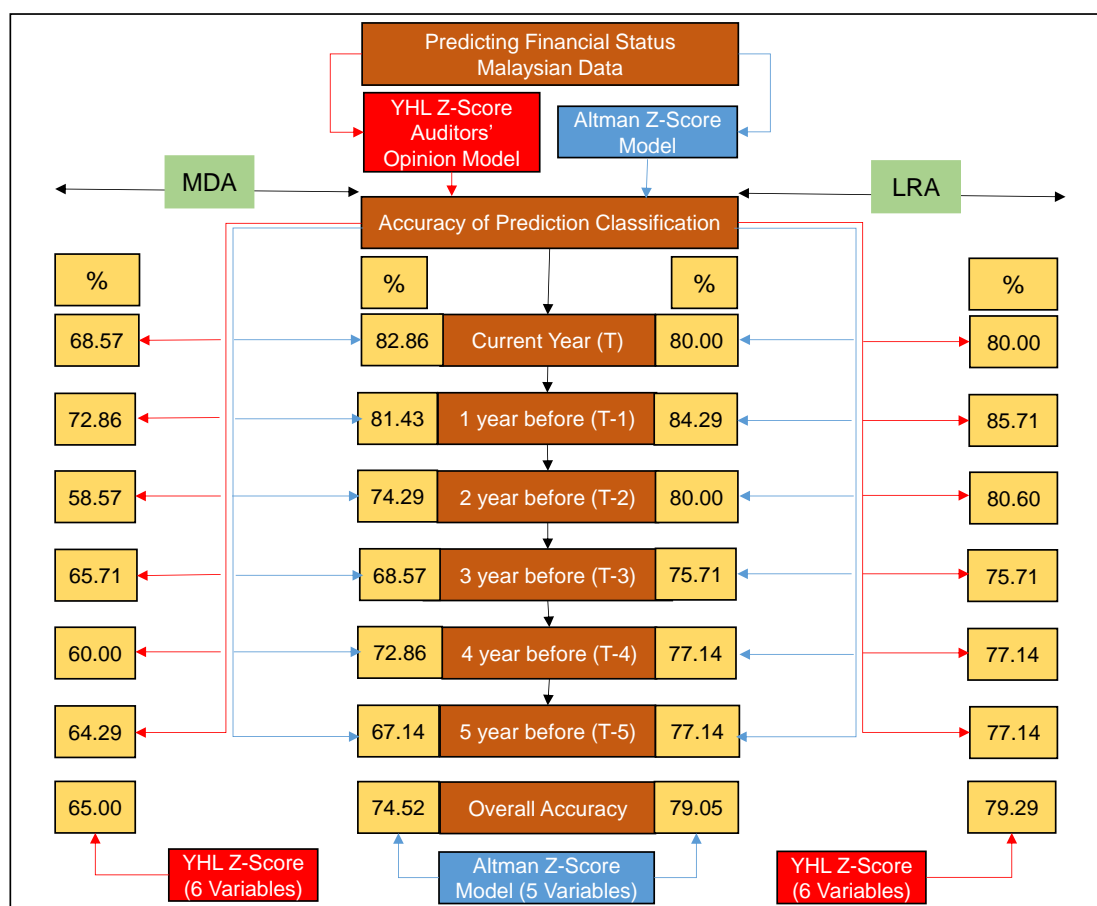 Predicting Financial Status
Malaysian Data
YHL Z-Score
Auditors’
Opinion Model
Altman Z-Score
Model
MDA
LRA
Accuracy of Prediction Classification
%
%
%
%
68.57
82.86
Current Year (T)
80.00
80.00
72.86
81.43
1 year before (T-1)
84.29
85.71
58.57
74.29
2 year before (T-2)
80.00
80.60
65.71
68.57
3 year before (T-3)
75.71
75.71
60.00
72.86
4 year before (T-4)
77.14
77.14
64.29
67.14
5 year before (T-5)
77.14
77.14
65.00
74.52
Overall Accuracy
79.05
79.29
YHL Z-Score
(6 Variables)
Altman Z-Score
Model (5 Variables)
YHL Z-Score
(6 Variables)